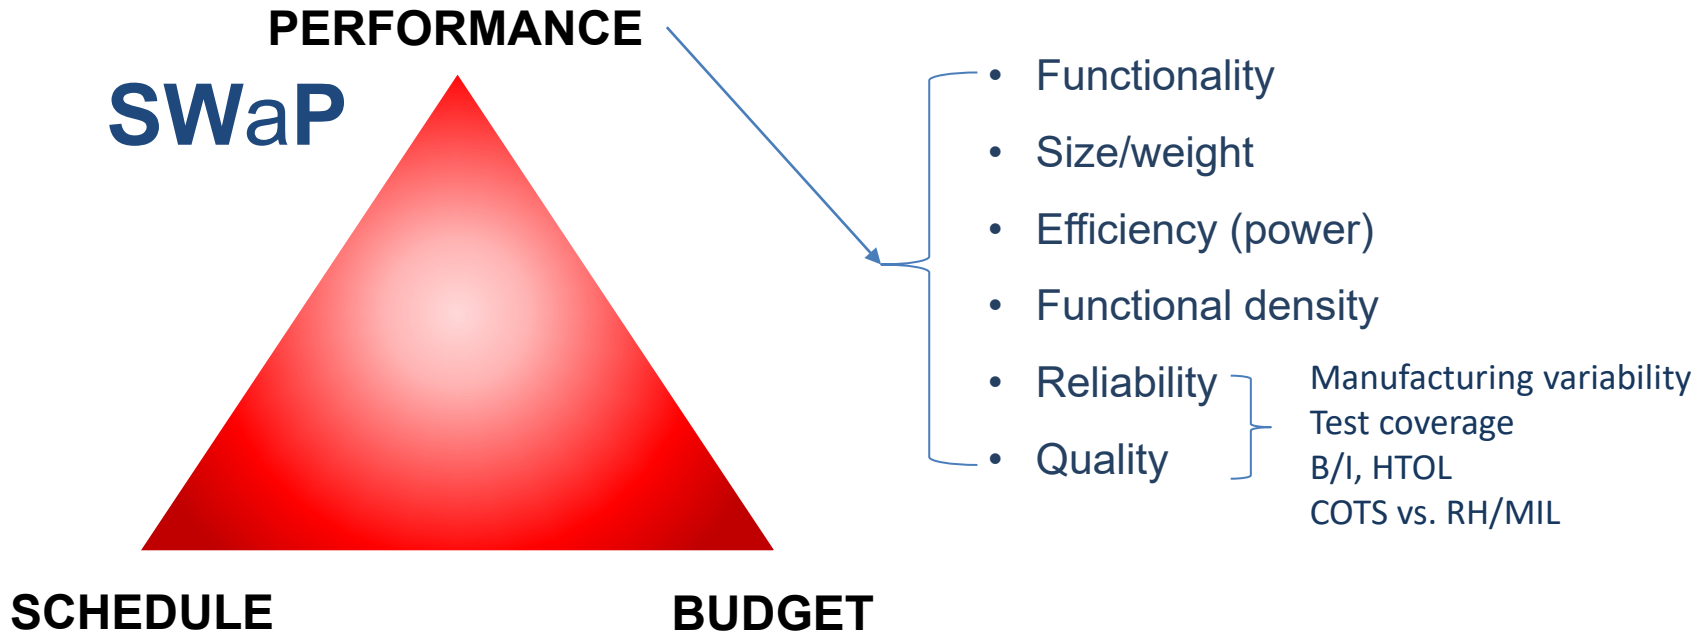 PERFORMANCE
SWaP
SCHEDULE
BUDGET
• Functionality
• Size/weight
• Efficiency (power)
• Functional density
• Reliability
• Quality
Manufacturing variability
Test coverage
B/I, HTOL
COTS vs. RH/MIL